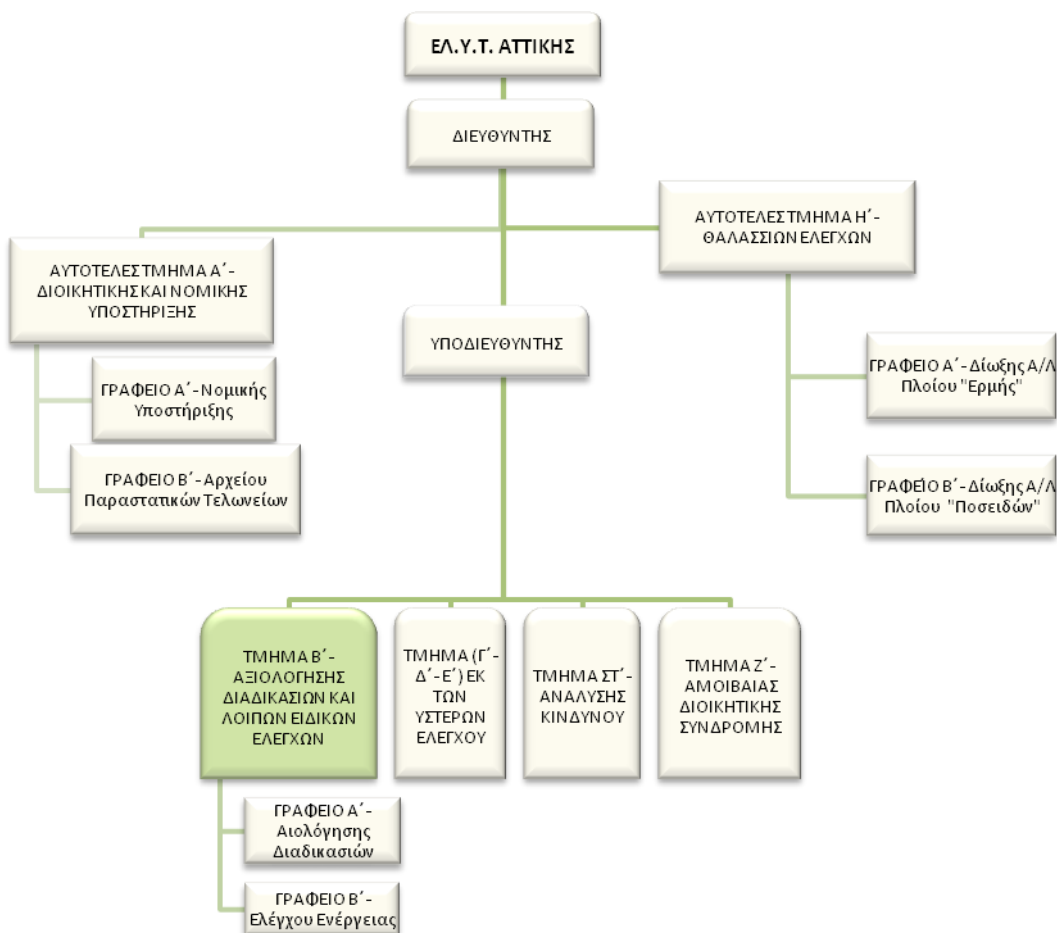 ΕΛ.Υ.Τ. ΑΤΤΙΚΗΣ
ΔΙΕΥΘΥΝΤΗΣ
ΑΥΤΟΤΕΛΕΣ ΤΜΗΜΑ Α΄-
ΔΙΟΙΚΗΤΙΚΗΣ ΚΑΙ ΝΟΜΙΚΗΣ
ΥΠΟΣΤΗΡΙΞΗΣ
ΓΡΑΦΕΙΟ Α΄- Νομικής
Υποστήριξης
ΓΡΑΦΕΙΟ Β΄- Αρχείου
Παραστατικών Τελωνείων
ΥΠΟΔΙΕΥΘΥΝΤΗΣ
ΑΥΤΟΤΕΛΕΣ ΤΜΗΜΑ Η΄-
ΘΑΛΑΣΣΙΩΝ ΕΛΕΓΧΩΝ
ΓΡΑΦΕΙΟ Α΄- Δίωξης Α/Λ
Πλοίου "Ερμής"
ΓΡΑΦΕΙΟ Β΄- Δίωξης Α/Λ
Πλοίου "Ποσειδών"
ΤΜΗΜΑ Β΄-
ΑΞΙΟΛΟΓΗΣΗΣ
ΔΙΑΔΙΚΑΣΙΩΝ ΚΑΙ
ΛΟΙΠΩΝ ΕΙΔΙΚΩΝ
ΕΛΕΓΧΩΝ
ΓΡΑΦΕΙΟ Α΄-
Αιολόγησης
Διαδικασιών
ΓΡΑΦΕΙΟ Β΄-
Ελέγχου Ενέργειας
ΤΜΗΜΑ (Γ΄-
Δ΄- Ε΄) ΕΚ
ΤΩΝ
ΥΣΤΕΡΩΝ
ΕΛΕΓΧΟΥ
ΤΜΗΜΑ ΣΤ΄-
ΑΝΑΛΥΣΗΣ
ΚΙΝΔΥΝΟΥ
ΤΜΗΜΑ Ζ΄-
ΑΜΟΙΒΑΙΑΣ
ΔΙΟΙΚΗΤΙΚΗΣ
ΣΥΝΔΡΟΜΗΣ